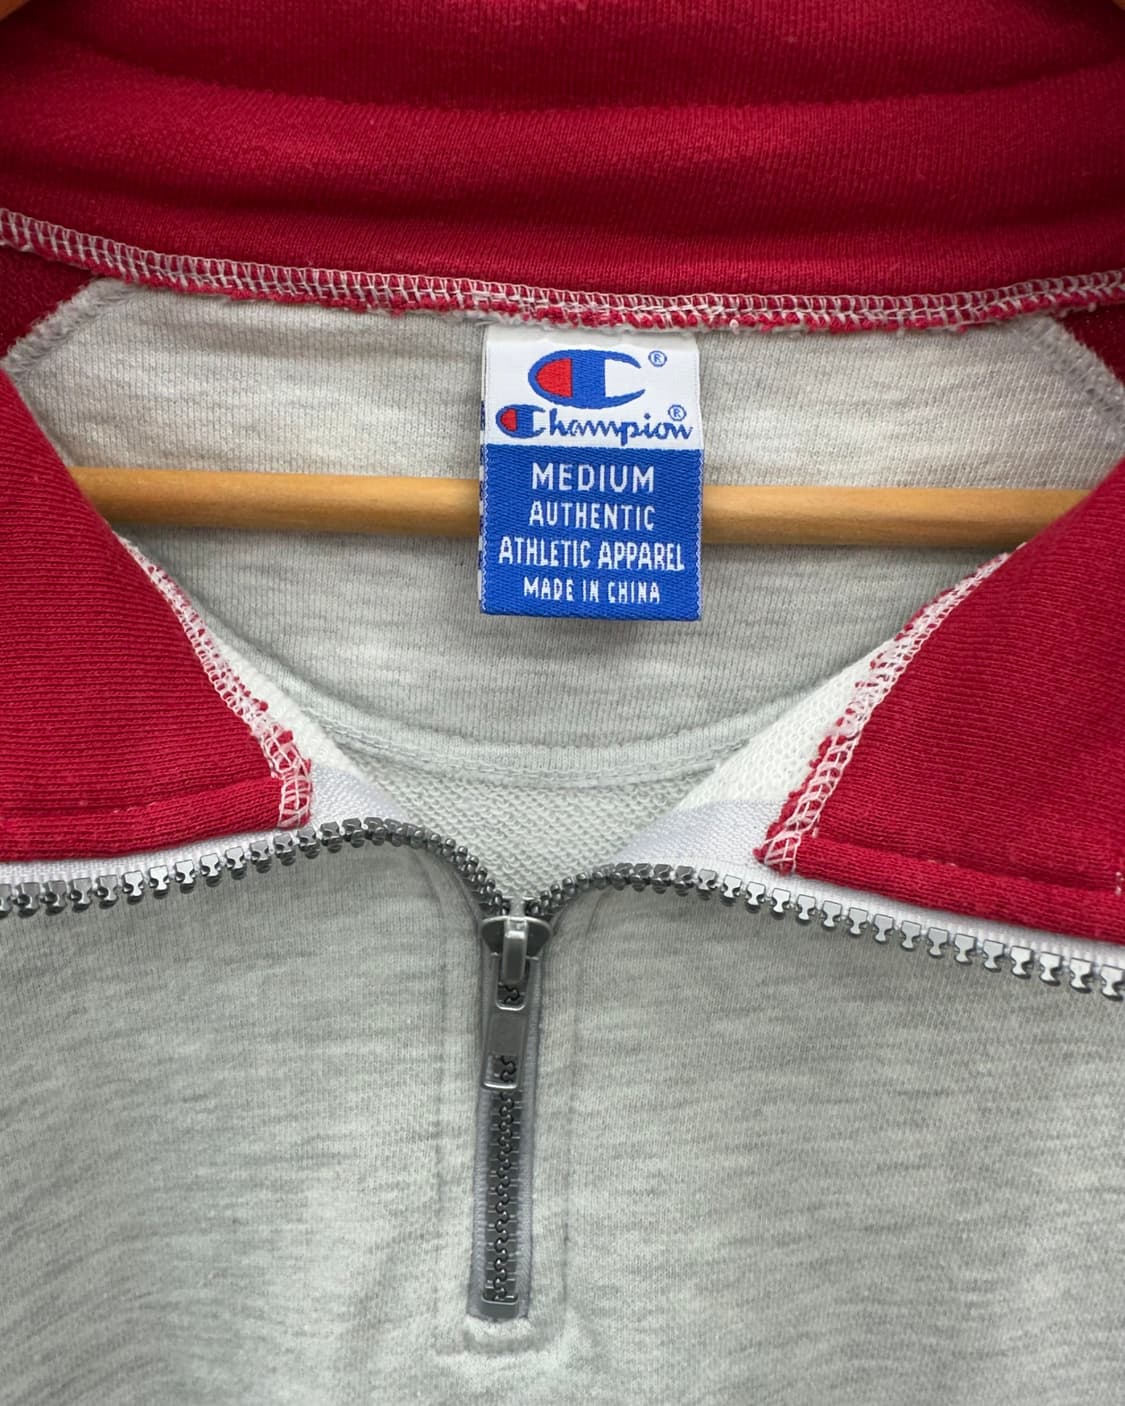 ®
Champion®
MEDIUM
AUTHENTIC
ATHLETIC APPAREL
MADE IN CHINA